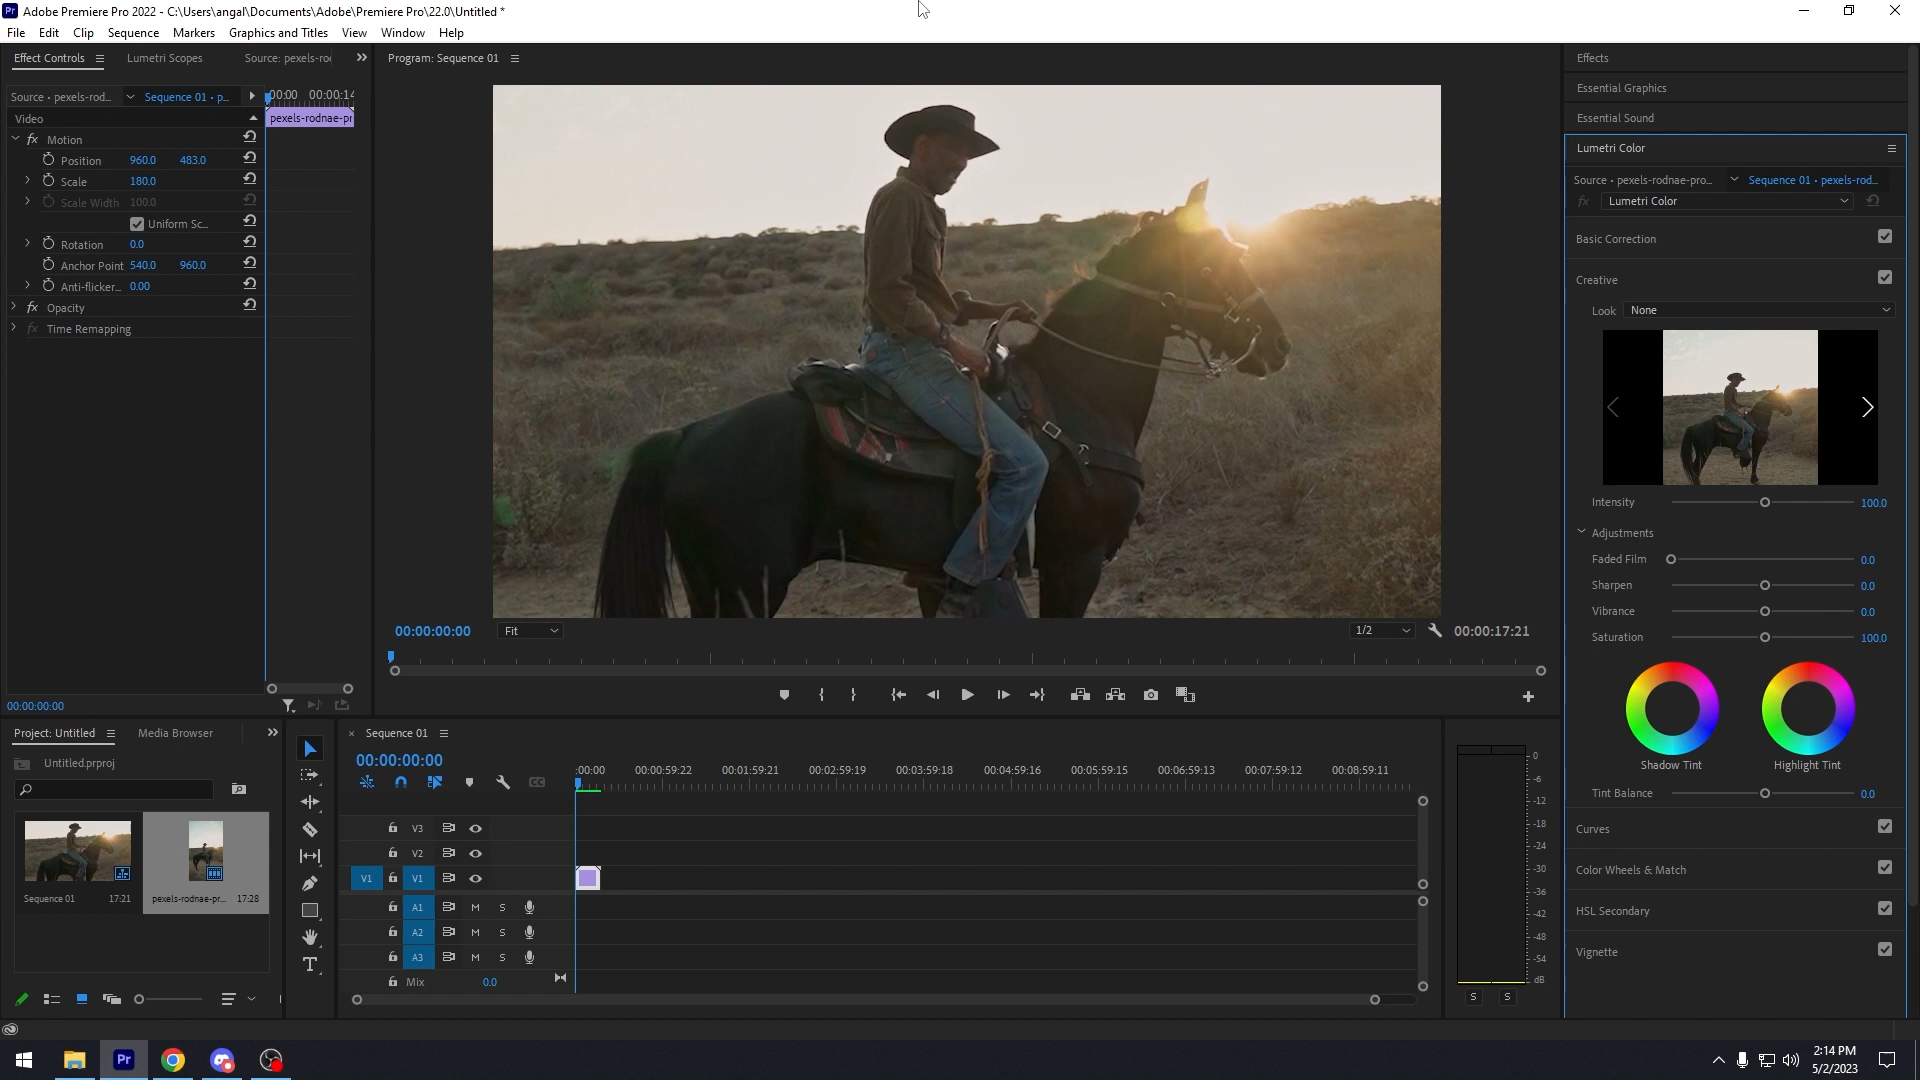 Adobe Premiere Pro 2022 - C:\Users\angal\Documents\Adobe\Premiere Pro\22.0\Untitled *
File Edit Clip Sequence Markers Graphics and Titles View Window Help
Effect Controls Lumetri Scopes Source: pexels-ro
Source • pexels-rod... Sequence 01 • p...
:00:00 00:00:14
Video
pexels-rodnae-pr
fx Motion
Position 960.0 483.0
Scale 180.0
Scale Width 100.0
Uniform Sc...
Rotation 0.0
Anchor Point 540.0 960.0
Anti-flicker... 0.00
fx Opacity
fx Time Remapping
00:00:00:00
Program: Sequence 01
00:00:00:00 Fit 1/2 00:00:17:21
Effects
Essential Graphics
Essential Sound
Lumetri Color
Source • pexels-rodnae-pro... Sequence 01 • pexels-rod...
fx Lumetri Color
Basic Correction
Creative
Look None
Intensity 100.0
Adjustments
Faded Film 0.0
Sharpen 0.0
Vibrance 0.0
Saturation 100.0
Shadow Tint Highlight Tint
Tint Balance 0.0
Curves
Color Wheels & Match
HSL Secondary
Vignette
Project: Untitled Media Browser
Untitled.prproj
Sequence 01 17:21
pexels-rodnae-pr... 17:28
Sequence 01
00:00:00:00
:00:00 00:00:59:22 00:01:59:21 00:02:59:19 00:03:59:18 00:04:59:16 00:05:59:15 00:06:59:13 00:07:59:12 00:08:59:11
V3
V2
V1 V1
A1 M S
A2 M S
A3 M S
Mix 0.0
0
-6
-12
-18
-24
-30
-36
-42
-48
-54
dB
S S
Pr
2:14 PM
5/2/2023